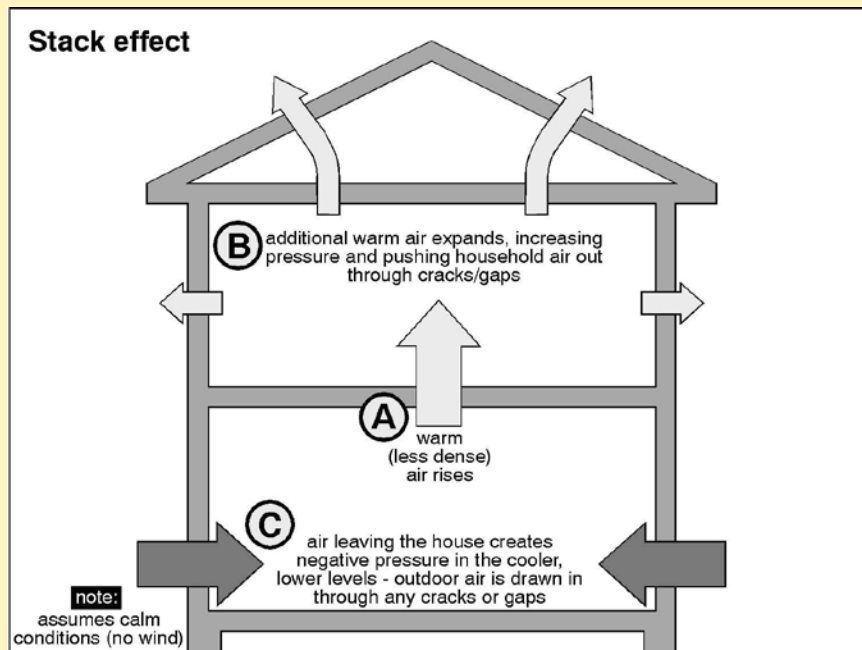 Stack effect
B
additional warm air expands, increasing
pressure and pushing household air out
through cracks/gaps
A
warm
(less dense)
air rises
C
air leaving the house creates
negative pressure in the cooler,
lower levels - outdoor air is drawn in
through any cracks or gaps
note:
assumes calm
conditions (no wind)